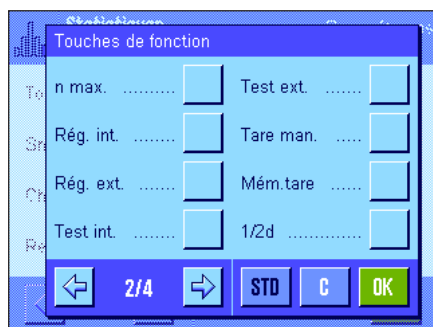 Statistiques
Touches de fonction
n max. ..........
Test ext. .......
Rég. int. ........
Tare man. .....
Rég. ext. .......
Mém.tare ......
Test int. ........
1/2d ..............
2/4
STD
C
OK